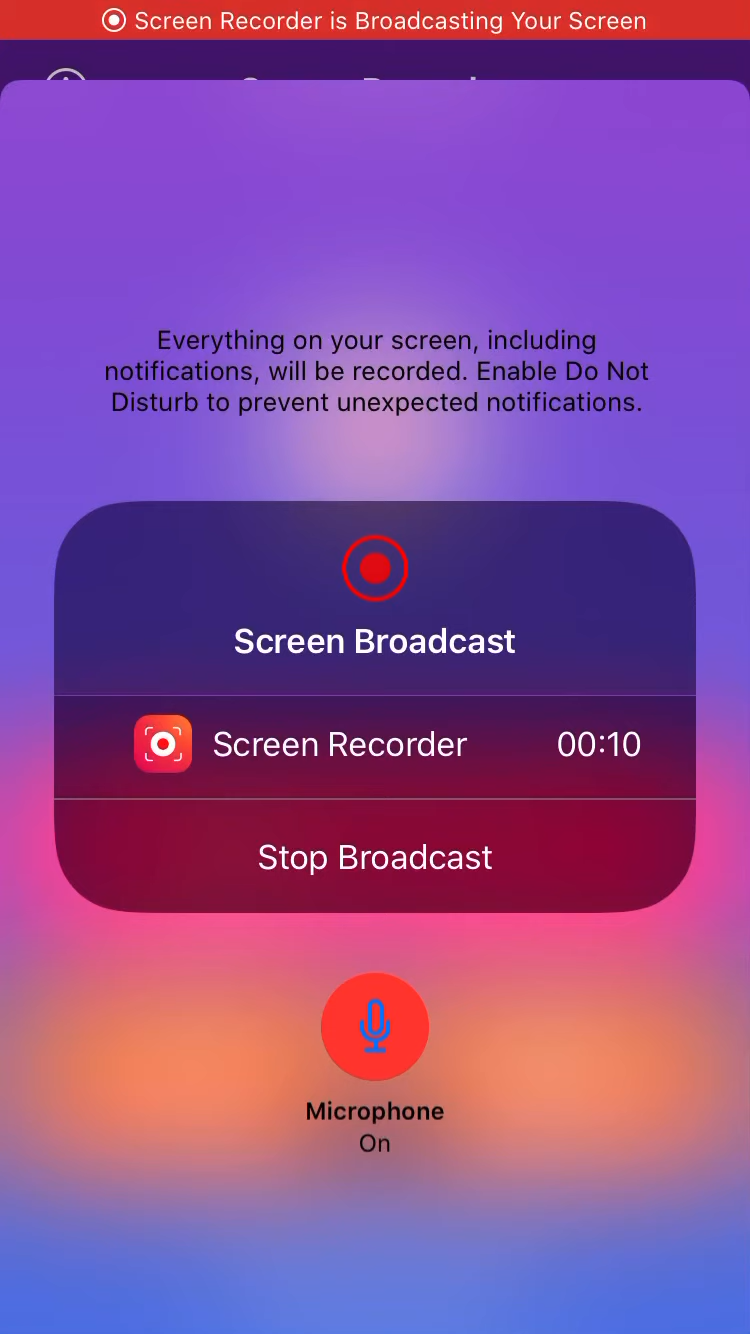 Screen Recorder is Broadcasting Your Screen
Everything on your screen, including
notifications, will be recorded. Enable Do Not
Disturb to prevent unexpected notifications.
Screen Broadcast
Screen Recorder 00:10
Stop Broadcast
Microphone
On